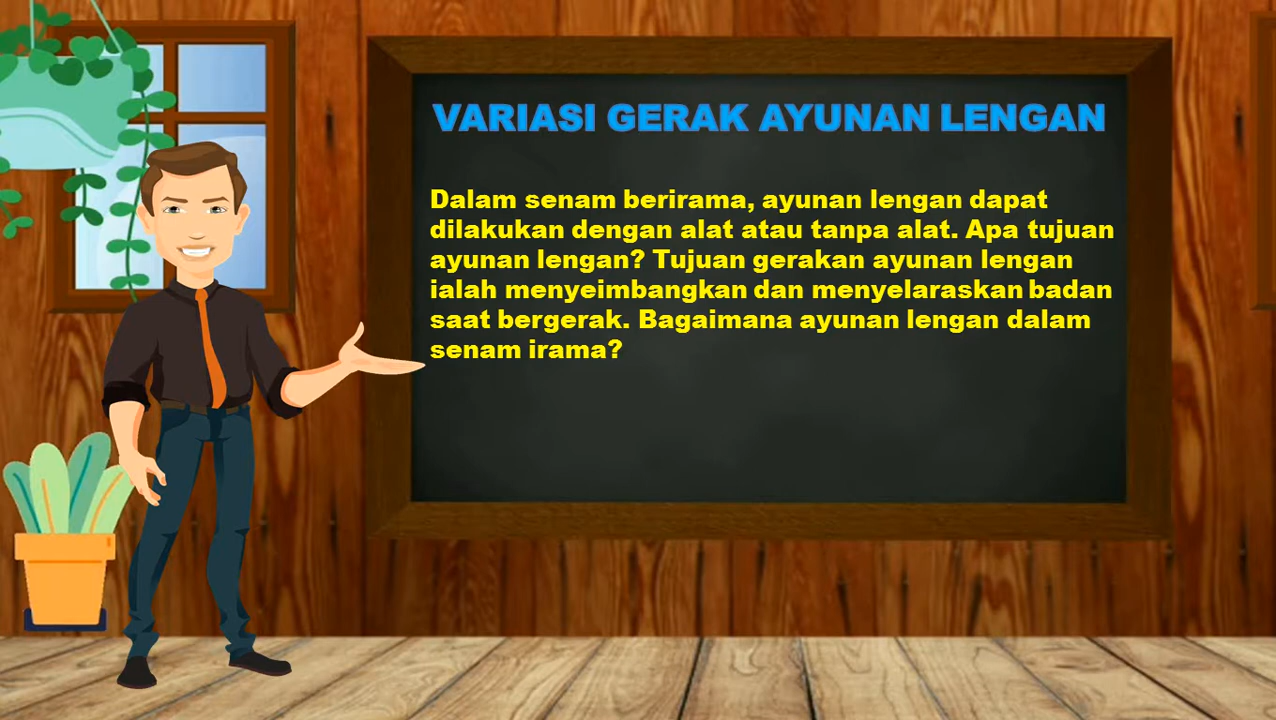 VARIASI GERAK AYUNAN LENGAN
Dalam senam berirama, ayunan lengan dapat
dilakukan dengan alat atau tanpa alat. Apa tujuan
ayunan lengan? Tujuan gerakan ayunan lengan
ialah menyeimbangkan dan menyelaraskan badan
saat bergerak. Bagaimana ayunan lengan dalam
senam irama?